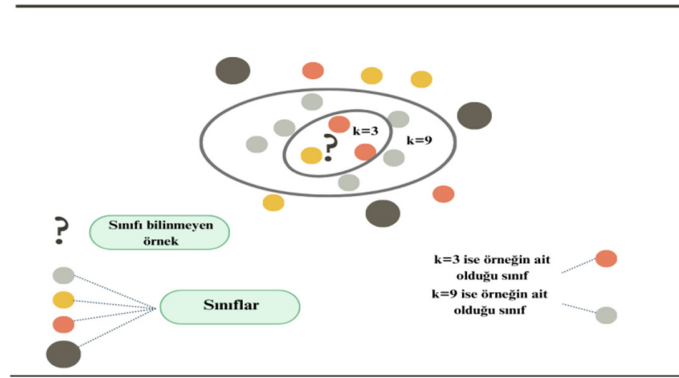 k=3
k=9
?
?
Sınıfı bilinmeyen
örnek
Sınıflar
k=3 ise örneğin ait
olduğu sınıf
k=9 ise örneğin ait
olduğu sınıf